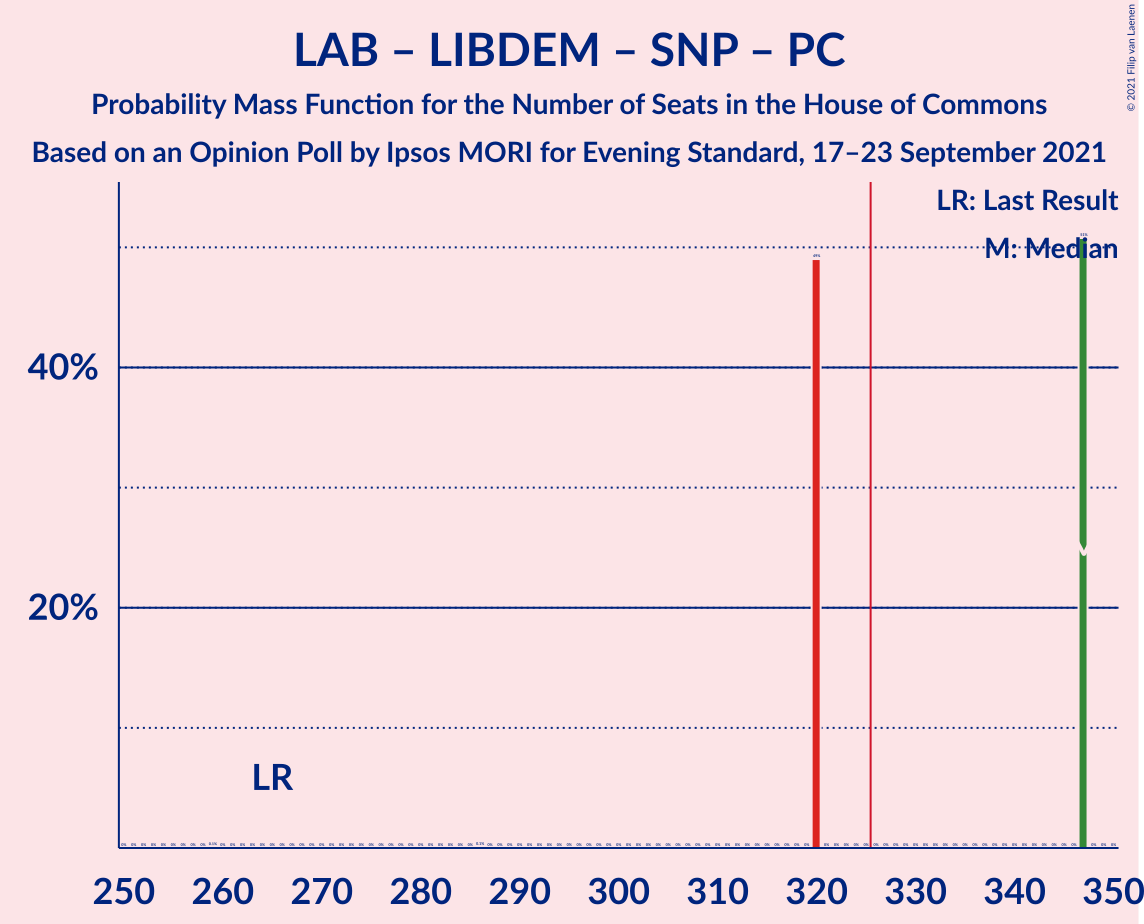 LAB – LIBDEM – SNP – PC
Probability Mass Function for the Number of Seats in the House of Commons
Based on an Opinion Poll by Ipsos MORI for Evening Standard, 17–23 September 2021
© 2021 Filip van Laenen
LR: Last Result
M: Median
51%
49%
40%
20%
M
LR
250 260 270 280 290 300 310 320 330 340 350